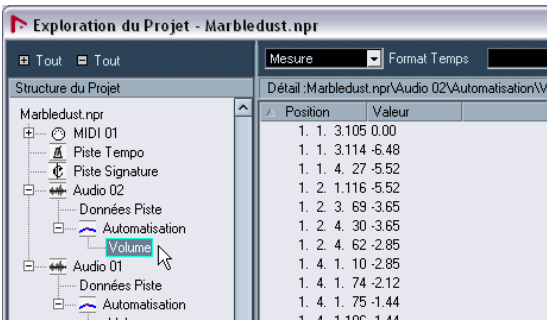 Exploration du Projet - Marbledust.npr
Tout Tout
Mesure Format Temps
Structure du Projet
Détail :Marbledust.npr\Audio 02\Automatisation\V
Position Valeur
Marbledust.npr
MIDI 01
Piste Tempo
Piste Signature
Audio 02
Données Piste
Automatisation
Volume
Audio 01
Données Piste
Automatisation
1. 1. 3.105 0.00
1. 1. 3.114 -6.48
1. 1. 4. 27 -5.52
1. 2. 1.116 -5.52
1. 2. 3. 69 -3.65
1. 2. 4. 30 -3.65
1. 2. 4. 62 -2.85
1. 4. 1. 10 -2.85
1. 4. 1. 74 -2.12
1. 4. 1. 75 -1.44